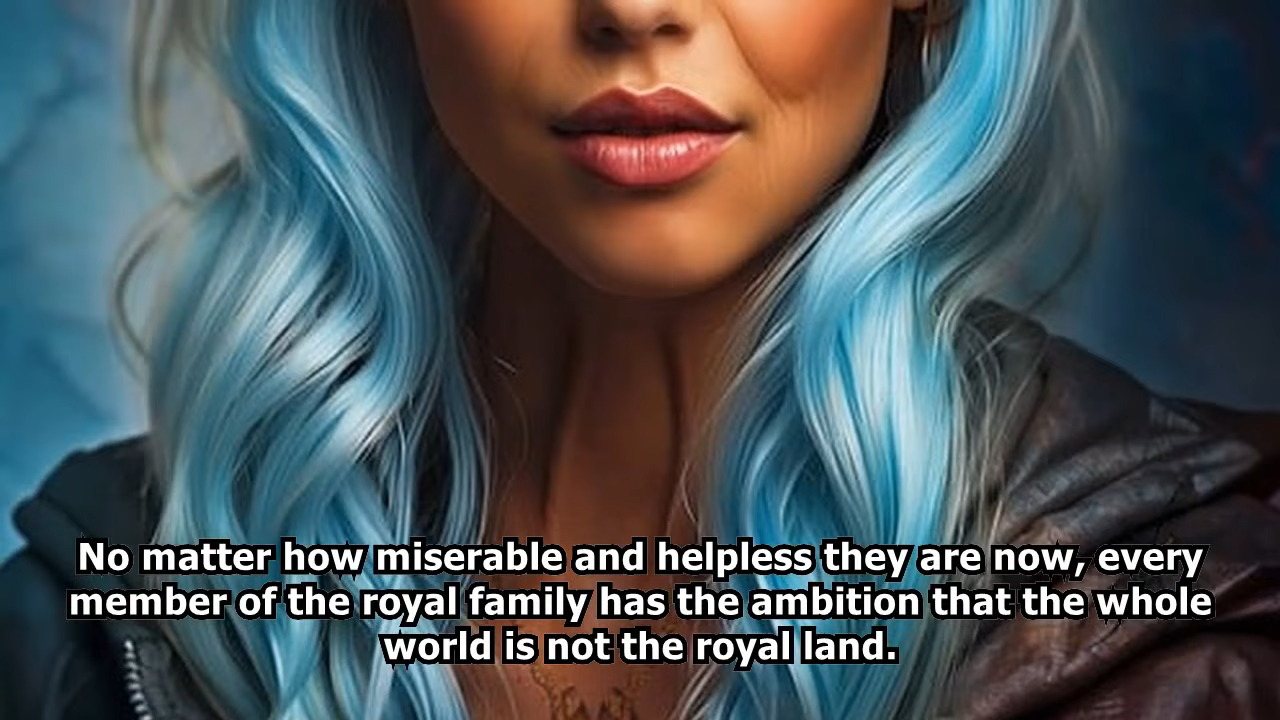 No matter how miserable and helpless they are now, every
member of the royal family has the ambition that the whole
world is not the royal land.